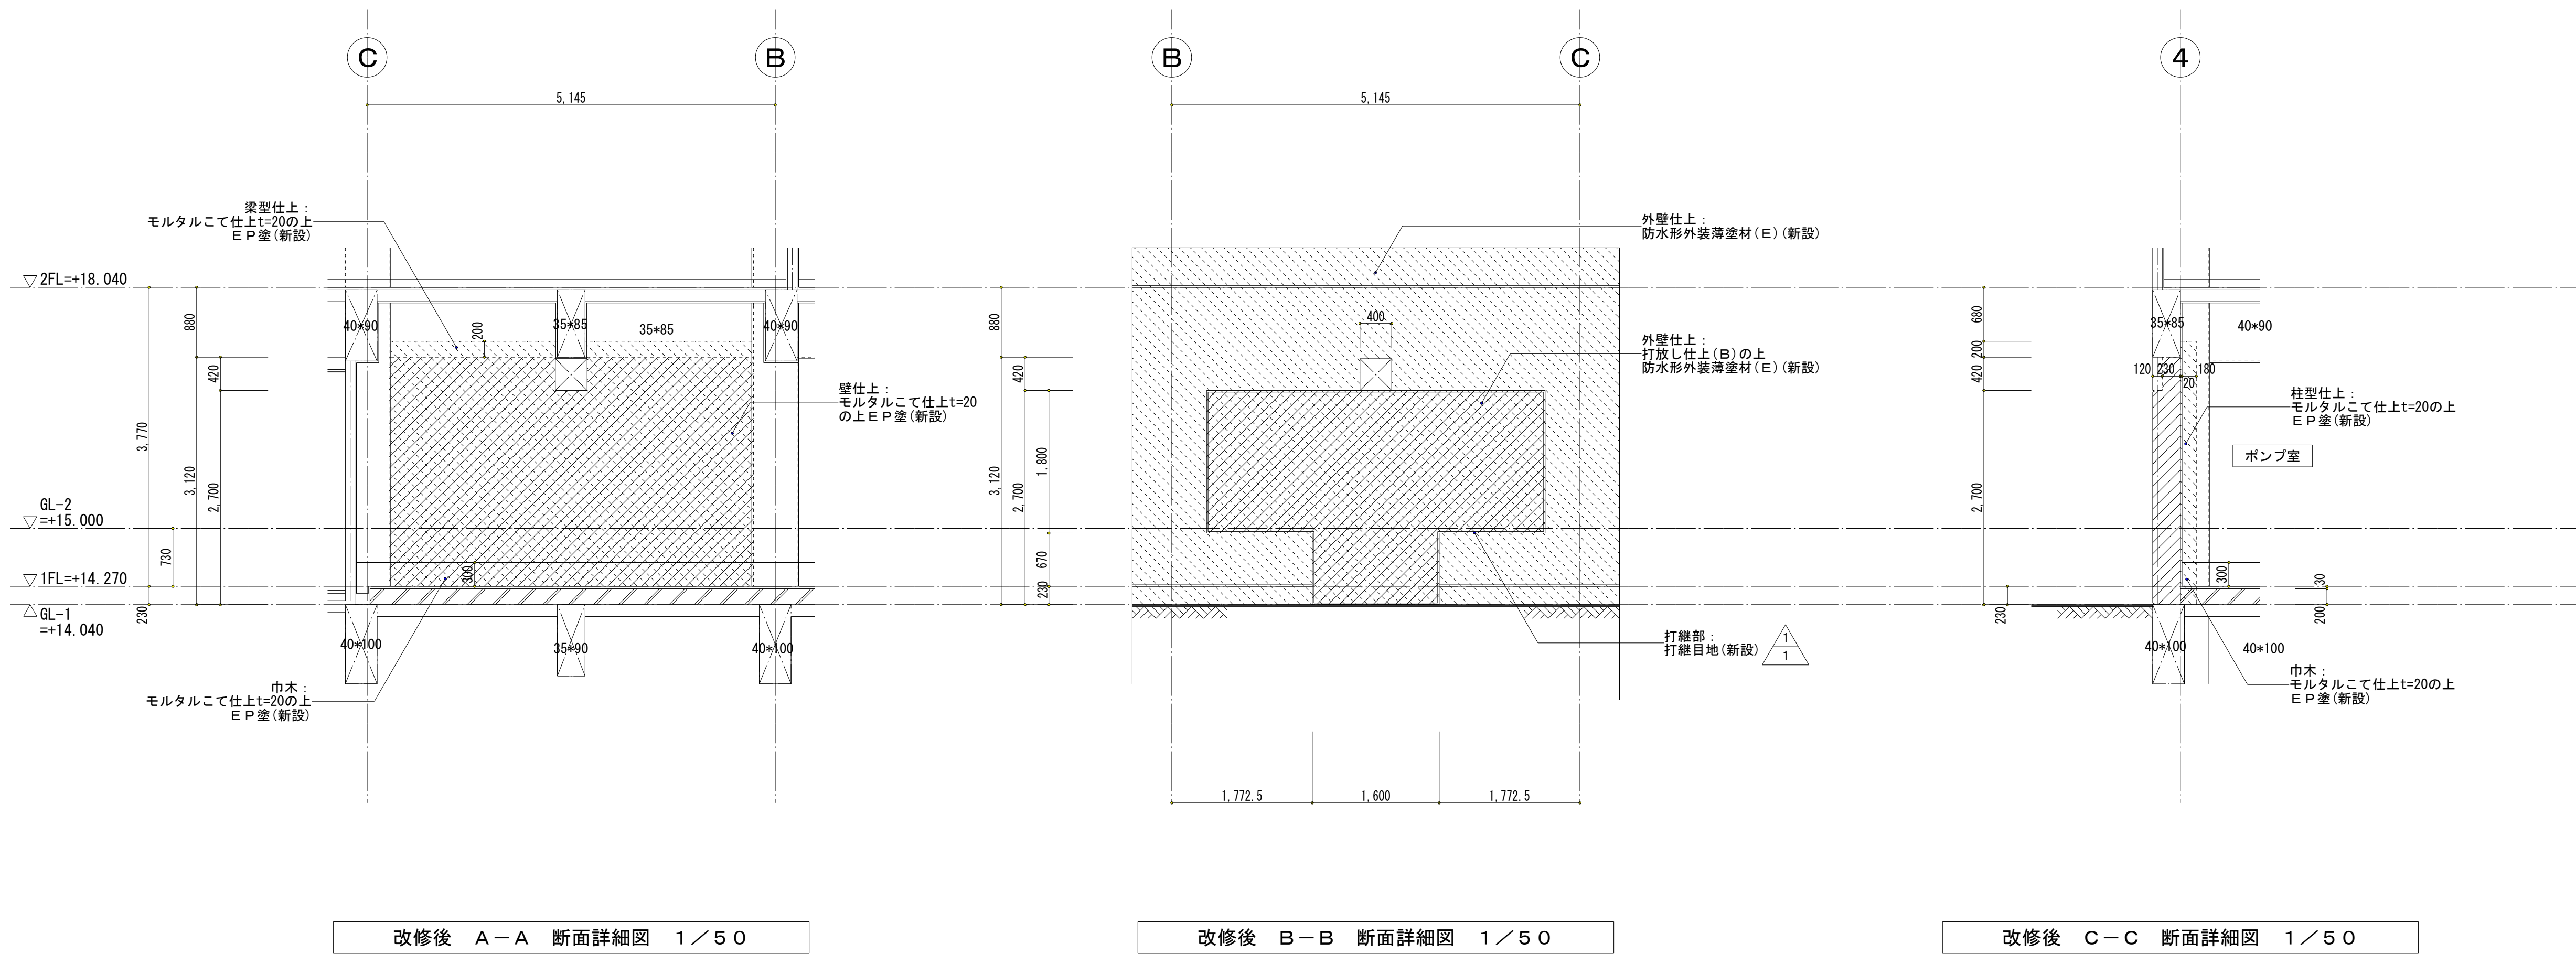 C
B
5,145
梁型仕上：
モルタルこて仕上t=20の上
ＥＰ塗(新設)
2FL=+18.040
880
420
3,770
3,120
2,700
GL-2
=+15.000
730
1FL=+14.270
GL-1
=+14.040
230
40*90
200
35*85
35*85
40*90
壁仕上：
モルタルこて仕上t=20
の上ＥＰ塗(新設)
300
40*100
35*90
40*100
巾木：
モルタルこて仕上t=20の上
ＥＰ塗(新設)
改修後　Ａ－Ａ　断面詳細図　１／５０
B
C
5,145
外壁仕上：
防水形外装薄塗材(Ｅ)(新設)
400
外壁仕上：
打放し仕上(Ｂ)の上
防水形外装薄塗材(Ｅ)(新設)
880
420
3,120
2,700
1,800
670
230
打継部：
打継目地(新設)
1
1
1,772.5
1,600
1,772.5
改修後　Ｂ－Ｂ　断面詳細図　１／５０
4
680
200
420
2,700
230
35*85
40*90
120
230
20
180
柱型仕上：
モルタルこて仕上t=20の上
ＥＰ塗(新設)
ポンプ室
300
30
200
40*100
40*100
巾木：
モルタルこて仕上t=20の上
ＥＰ塗(新設)
改修後　Ｃ－Ｃ　断面詳細図　１／５０